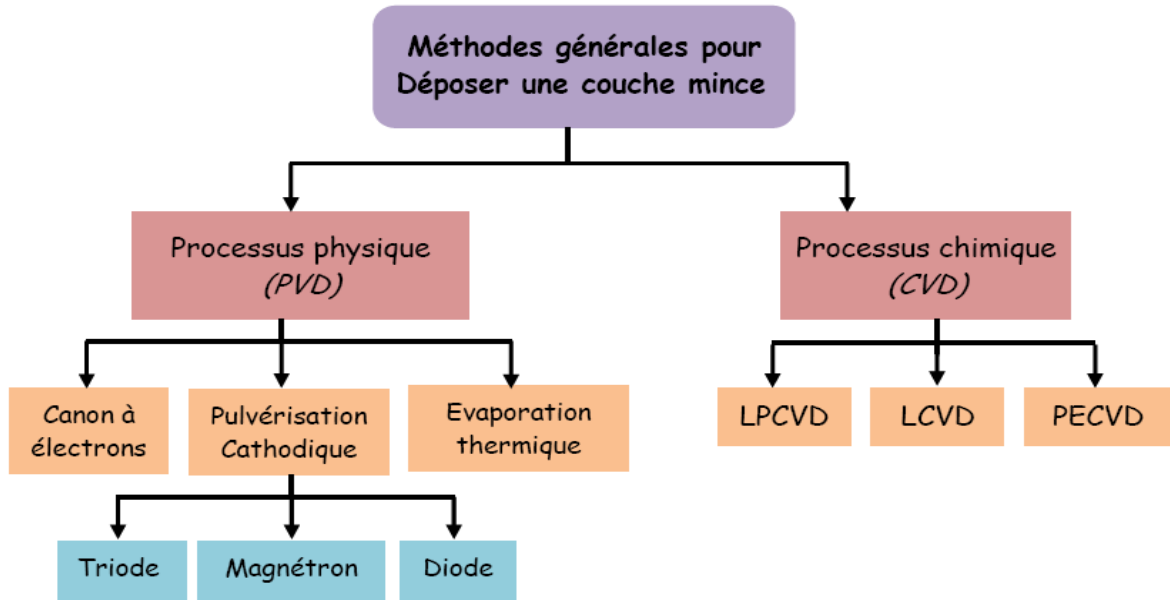 Méthodes générales pour
Déposer une couche mince
Processus physique
(PVD)
Processus chimique
(CVD)
Canon à
électrons
Pulvérisation
Cathodique
Evaporation
thermique
LPCVD
LCVD
PECVD
Triode
Magnétron
Diode